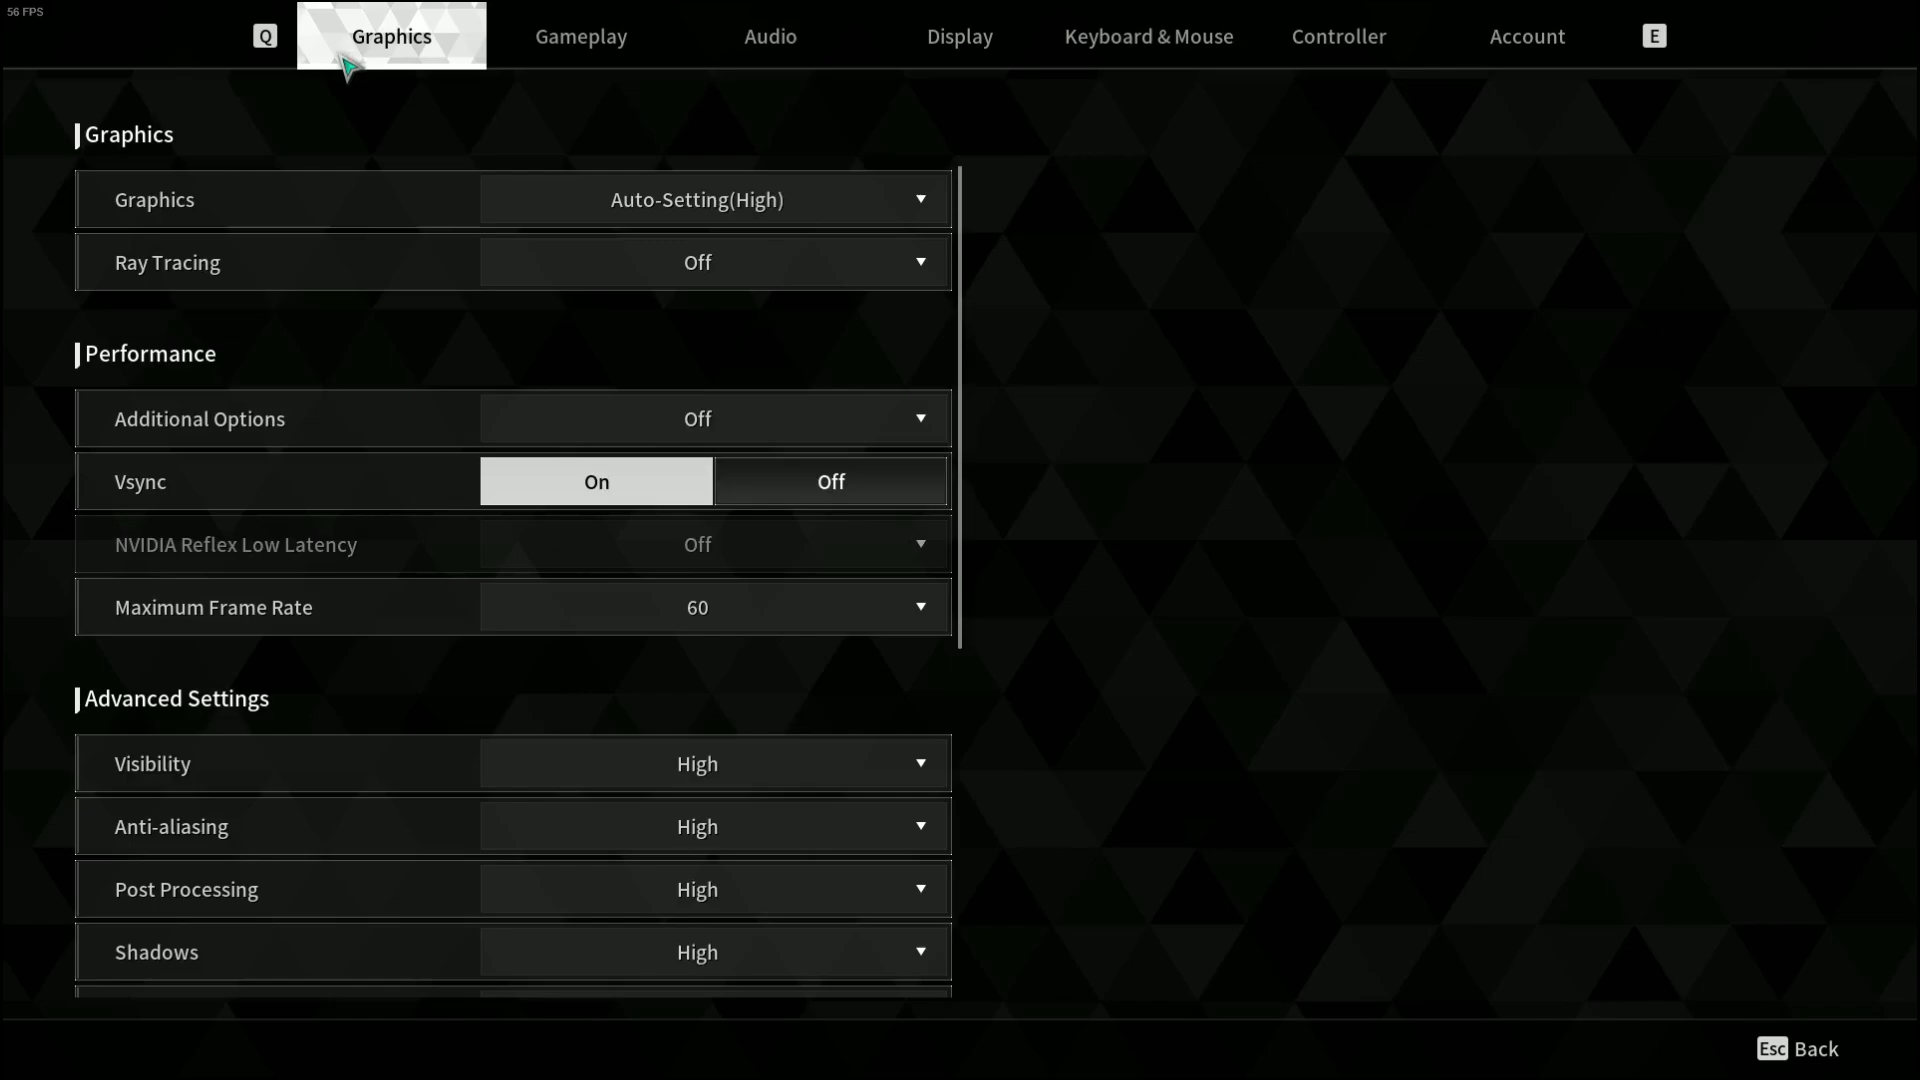 56 FPS
Q Graphics Gameplay Audio Display Keyboard & Mouse Controller Account E
Graphics
Graphics Auto-Setting(High)
Ray Tracing Off
Performance
Additional Options Off
Vsync On Off
NVIDIA Reflex Low Latency Off
Maximum Frame Rate 60
Advanced Settings
Visibility High
Anti-aliasing High
Post Processing High
Shadows High
Esc Back